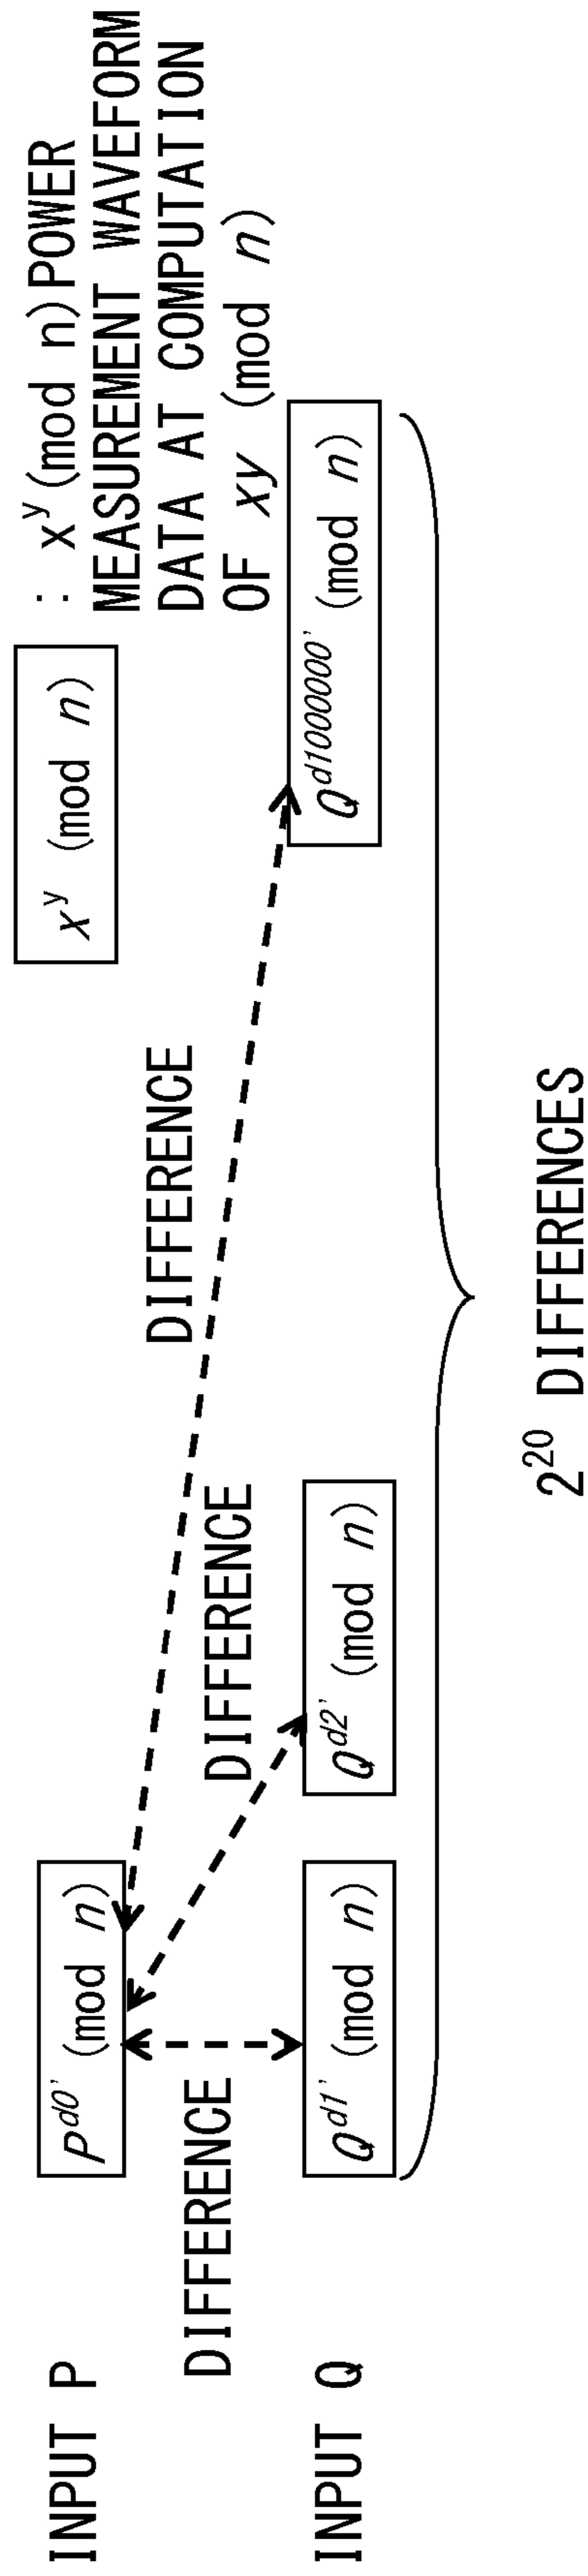 INPUT P
P^d0' (mod n)
x^y (mod n)
: x^y(mod n)POWER
MEASUREMENT WAVEFORM
DATA AT COMPUTATION
OF xy (mod n)
DIFFERENCE
DIFFERENCE
DIFFERENCE
INPUT Q
Q^d1' (mod n)
Q^d2' (mod n)
Q^d1000000' (mod n)
2^20 DIFFERENCES